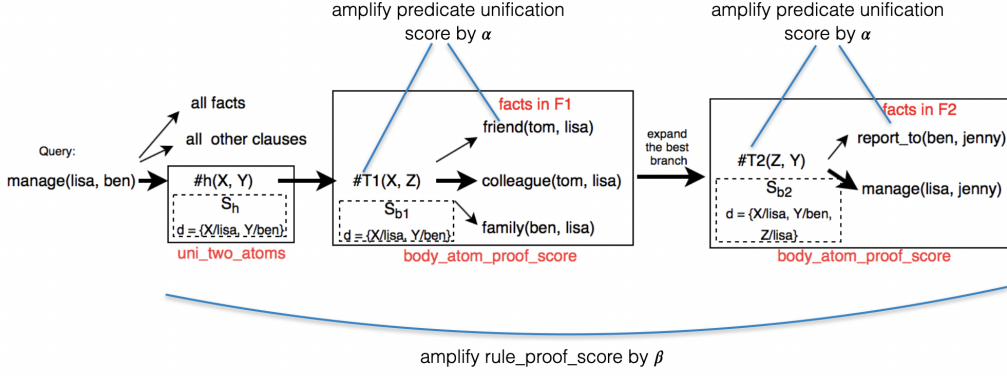 amplify predicate unification
score by α
amplify predicate unification
score by α
Query:
manage(lisa, ben)
all facts
all other clauses
#h(X, Y)
Sh
d = {X/lisa, Y/ben}
uni_two_atoms
facts in F1
friend(tom, lisa)
#T1(X, Z)
colleague(tom, lisa)
Sb1
d = {X/lisa, Y/ben}
family(ben, lisa)
body_atom_proof_score
expand
the best
branch
facts in F2
report_to(ben, jenny)
#T2(Z, Y)
manage(lisa, jenny)
Sb2
d = {X/lisa, Y/ben,
Z/lisa}
body_atom_proof_score
amplify rule_proof_score by β